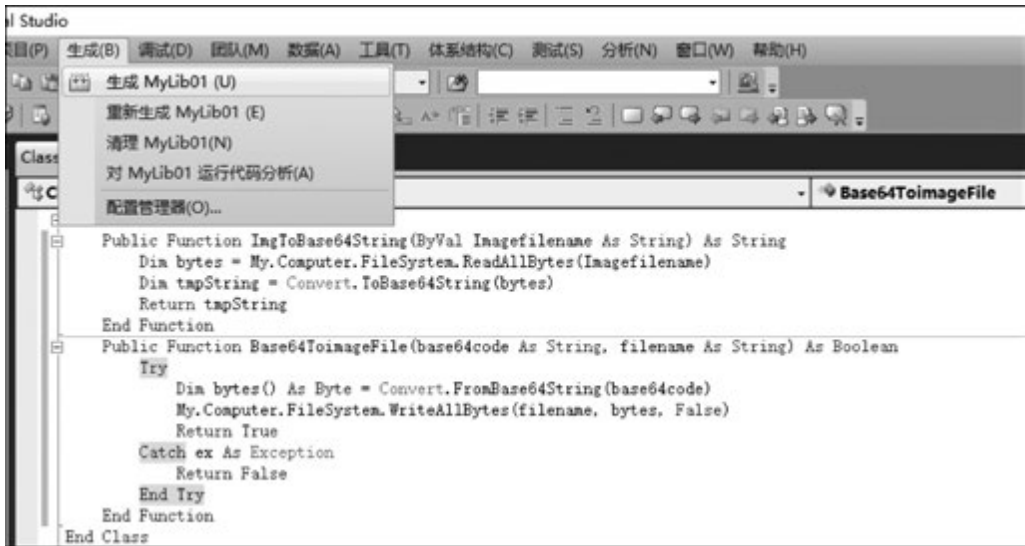 l Studio
项目(P) 生成(B) 调试(D) 团队(M) 数据(A) 工具(T) 体系结构(C) 测试(S) 分析(N) 窗口(W) 帮助(H)
生成 MyLib01 (U)
重新生成 MyLib01 (E)
清理 MyLib01(N)
对 MyLib01 运行代码分析(A)
配置管理器(O)...
Class
C
Base64ToimageFile
Public Function ImgToBase64String(ByVal Imagefilename As String) As String
Dim bytes = My.Computer.FileSystem.ReadAllBytes(Imagefilename)
Dim tmpString = Convert.ToBase64String(bytes)
Return tmpString
End Function
Public Function Base64ToimageFile(base64code As String, filename As String) As Boolean
Try
Dim bytes() As Byte = Convert.FromBase64String(base64code)
My.Computer.FileSystem.WriteAllBytes(filename, bytes, False)
Return True
Catch ex As Exception
Return False
End Try
End Function
End Class